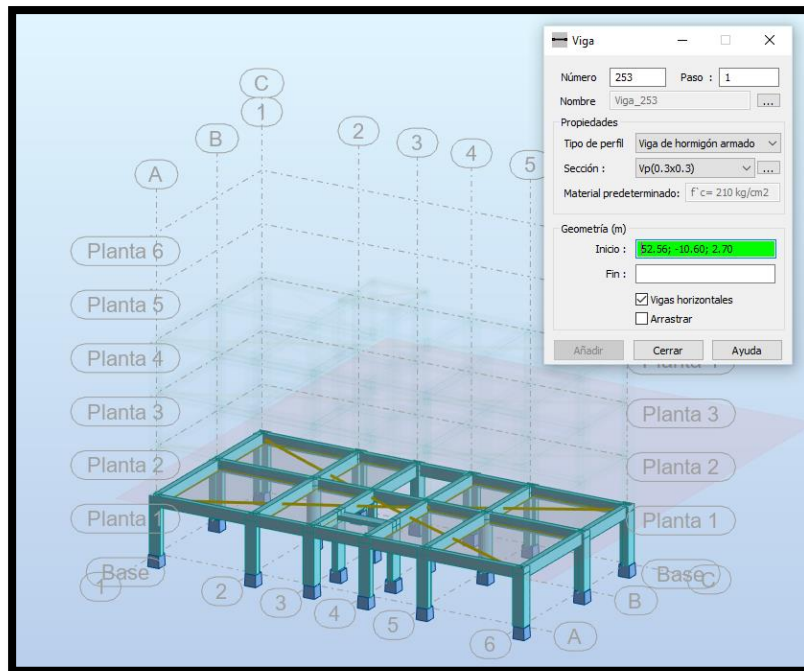 Viga
Número 253 Paso : 1
Nombre Viga_253 ...
Propiedades
Tipo de perfil Viga de hormigón armado
Sección : Vp(0.3x0.3) ...
Material predeterminado: f`c= 210 kg/cm2
Geometría (m)
Inicio : 52.56; -10.60; 2.70
Fin :
Vigas horizontales
Arrastrar
Añadir Cerrar Ayuda
C
1
B
A
2
3
4
5
Planta 6
Planta 5
Planta 4
Planta 3 Planta 3
Planta 2 Planta 2
Planta 1 Planta 1
Base Base C
1
2
3
4
5
6
A
B